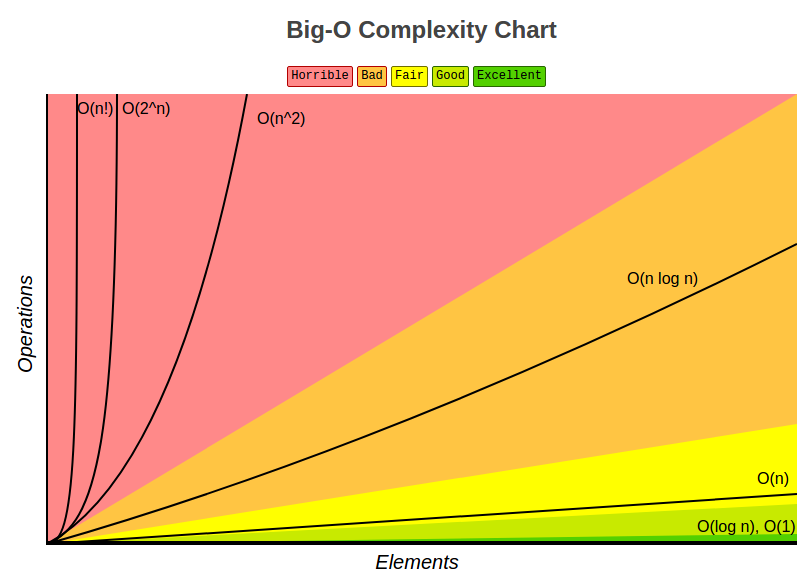 Big-O Complexity Chart
Horrible Bad Fair Good Excellent
O(n!) O(2^n)
O(n^2)
O(n log n)
Operations
O(n)
O(log n), O(1)
Elements